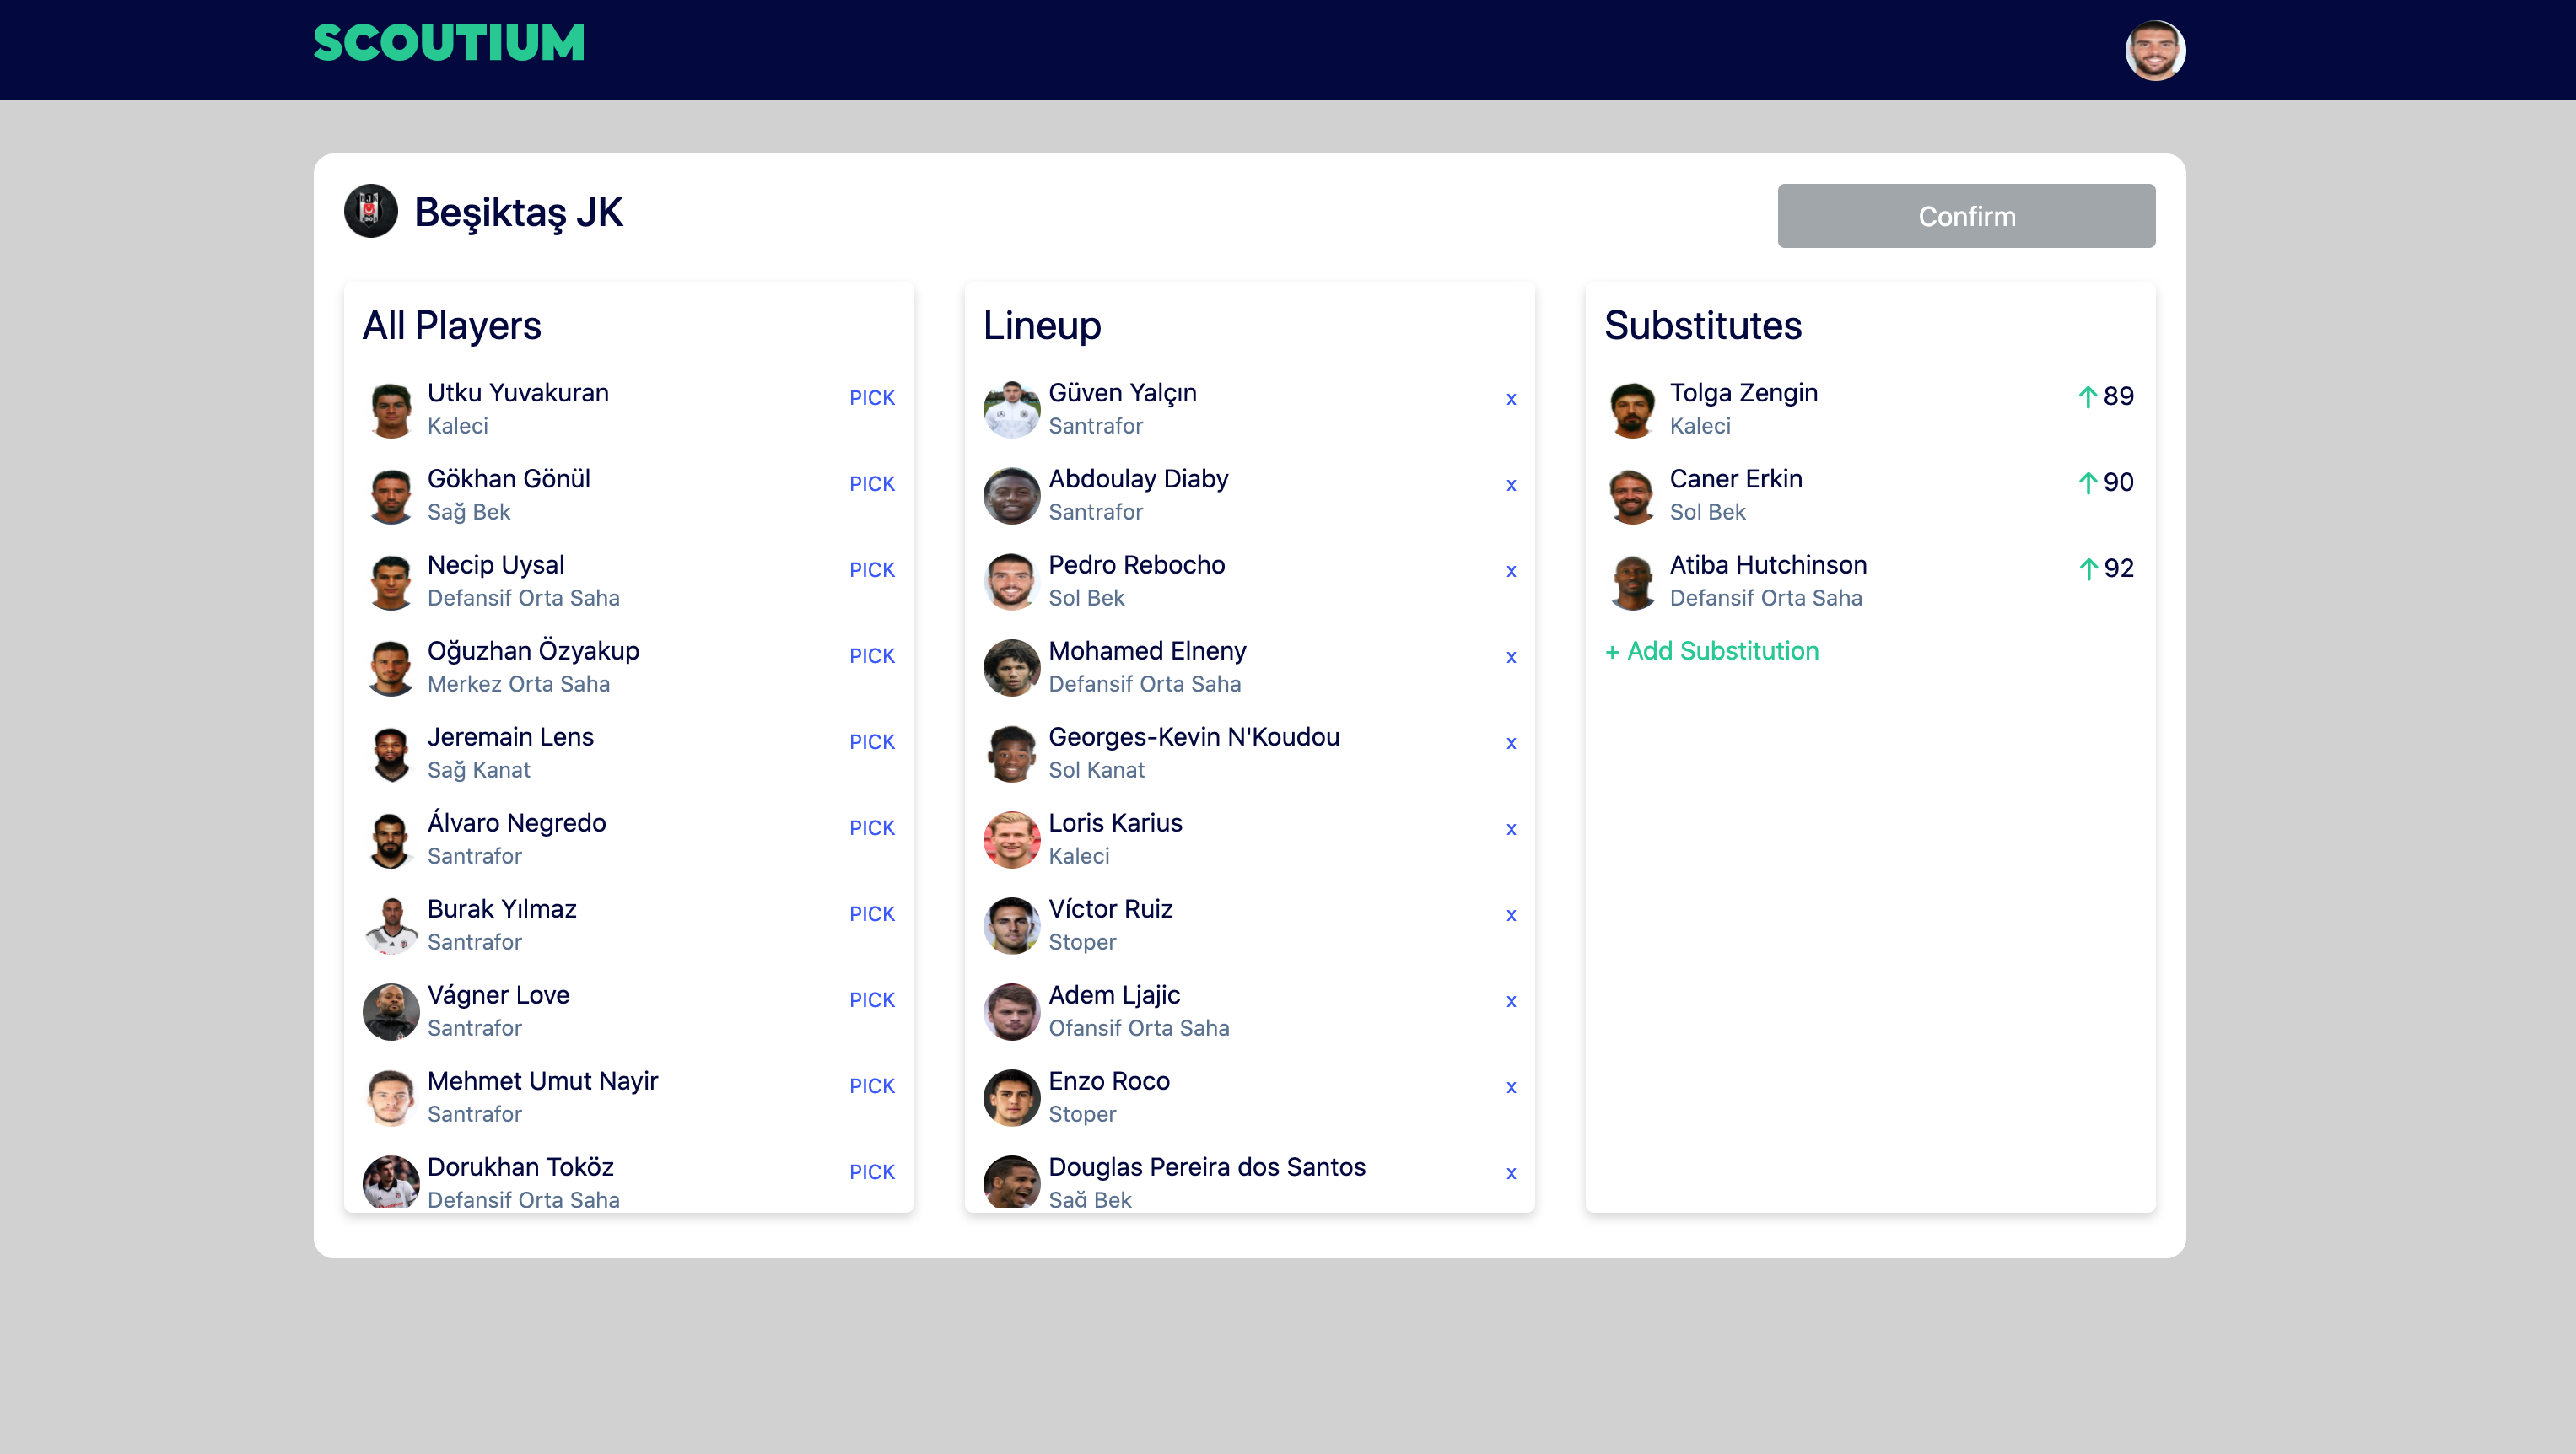 SCOUTIUM
Beşiktaş JK
Confirm
All Players
Utku Yuvakuran
Kaleci
PICK
Gökhan Gönül
Sağ Bek
PICK
Necip Uysal
Defansif Orta Saha
PICK
Oğuzhan Özyakup
Merkez Orta Saha
PICK
Jeremain Lens
Sağ Kanat
PICK
Álvaro Negredo
Santrafor
PICK
Burak Yılmaz
Santrafor
PICK
Vágner Love
Santrafor
PICK
Mehmet Umut Nayir
Santrafor
PICK
Dorukhan Toköz
Defansif Orta Saha
PICK
Lineup
Güven Yalçın
Santrafor
x
Abdoulay Diaby
Santrafor
x
Pedro Rebocho
Sol Bek
x
Mohamed Elneny
Defansif Orta Saha
x
Georges-Kevin N'Koudou
Sol Kanat
x
Loris Karius
Kaleci
x
Víctor Ruiz
Stoper
x
Adem Ljajic
Ofansif Orta Saha
x
Enzo Roco
Stoper
x
Douglas Pereira dos Santos
Sağ Bek
x
Substitutes
Tolga Zengin
Kaleci
↑ 89
Caner Erkin
Sol Bek
↑ 90
Atiba Hutchinson
Defansif Orta Saha
↑ 92
+ Add Substitution